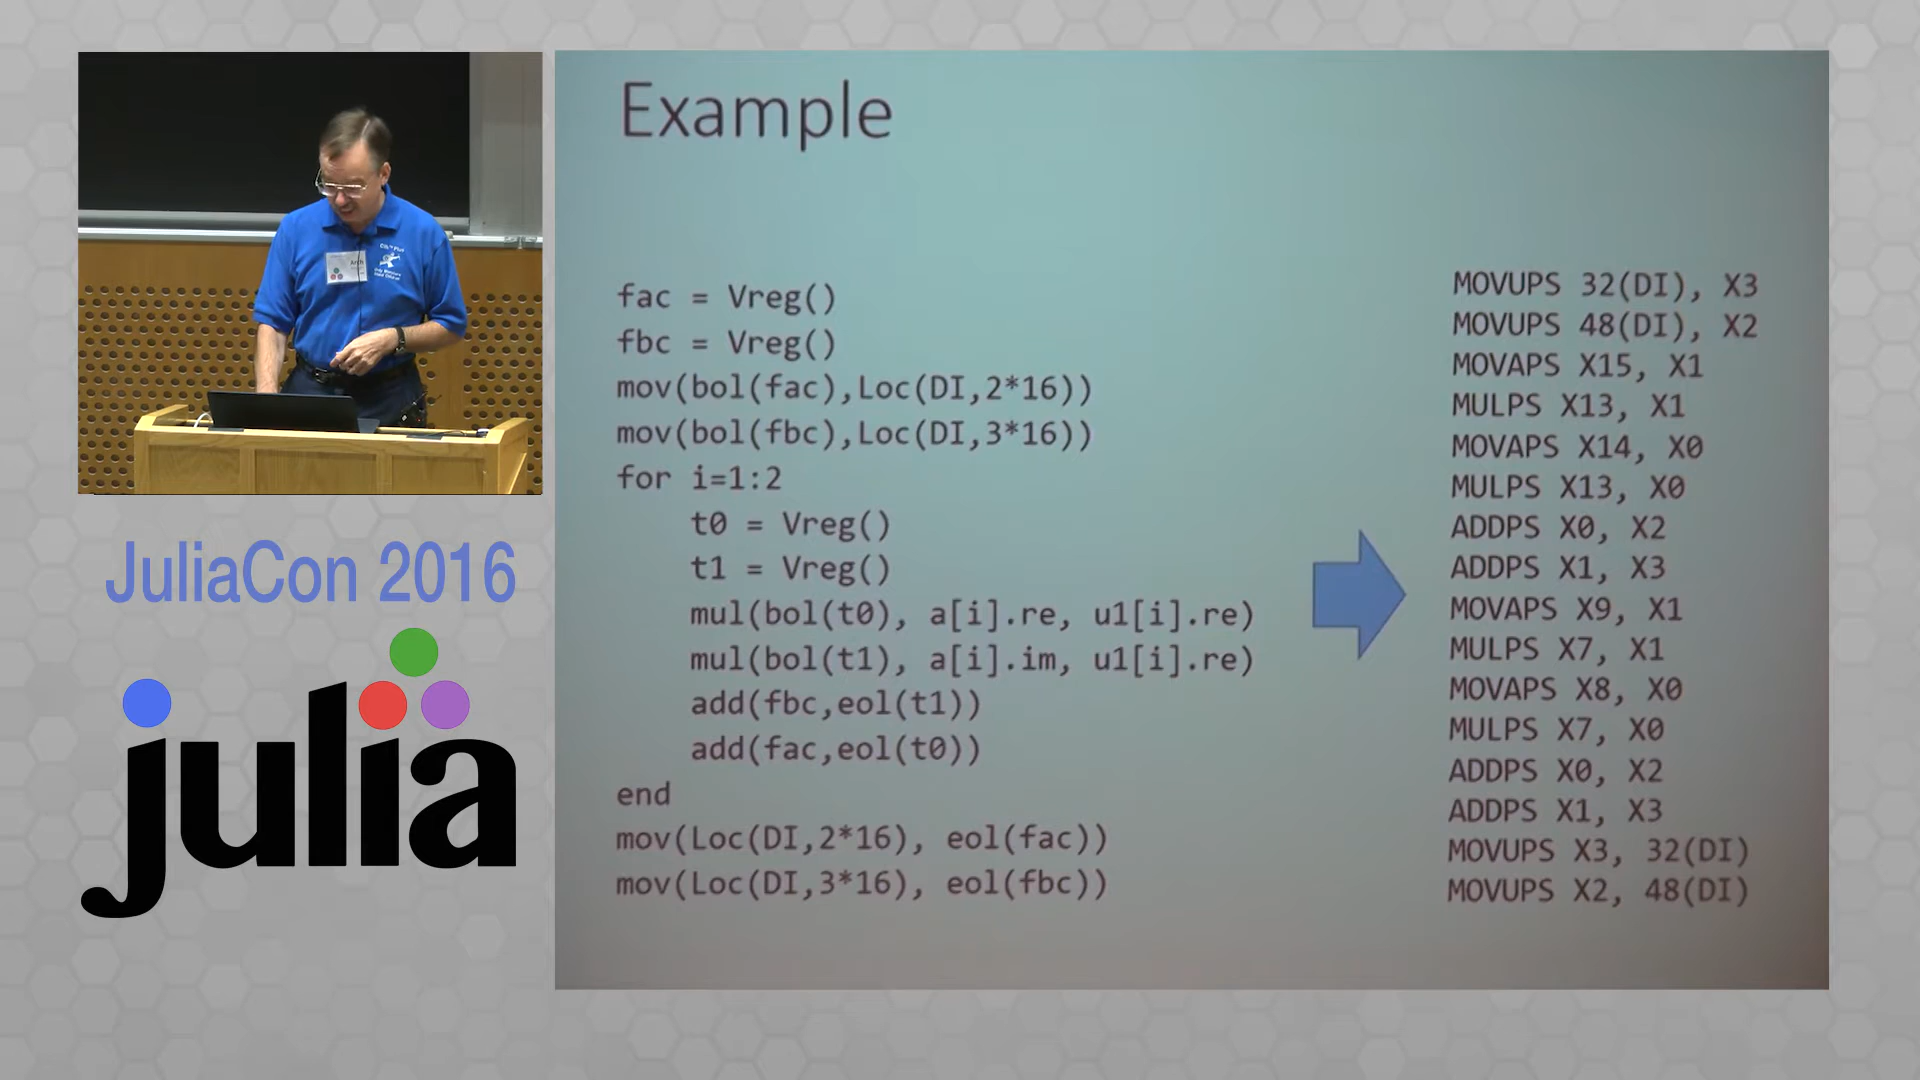 Example
fac = Vreg()
fbc = Vreg()
mov(bol(fac),Loc(DI,2*16))
mov(bol(fbc),Loc(DI,3*16))
for i=1:2
t0 = Vreg()
t1 = Vreg()
mul(bol(t0), a[i].re, u1[i].re)
mul(bol(t1), a[i].im, u1[i].re)
add(fbc,eol(t1))
add(fac,eol(t0))
end
mov(Loc(DI,2*16), eol(fac))
mov(Loc(DI,3*16), eol(fbc))
MOVUPS 32(DI), X3
MOVUPS 48(DI), X2
MOVAPS X15, X1
MULPS X13, X1
MOVAPS X14, X0
MULPS X13, X0
ADDPS X0, X2
ADDPS X1, X3
MOVAPS X9, X1
MULPS X7, X1
MOVAPS X8, X0
MULPS X7, X0
ADDPS X0, X2
ADDPS X1, X3
MOVUPS X3, 32(DI)
MOVUPS X2, 48(DI)
Arch
JuliaCon 2016
julia